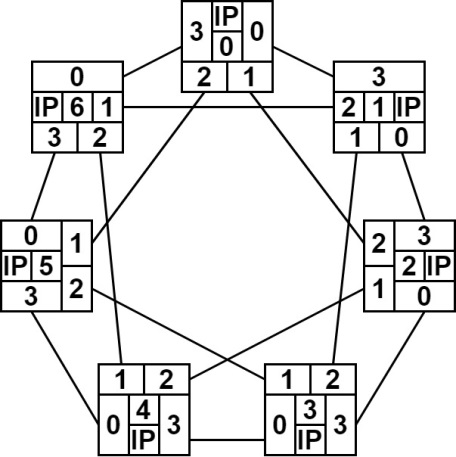 IP
3 0 0
2 1
0
IP 6 1
3 2
3
2 1 IP
1 0
0 1
IP 5
3 2
2 3
2 IP
1 0
1 2
0 4 3
IP
1 2
0 3 3
IP